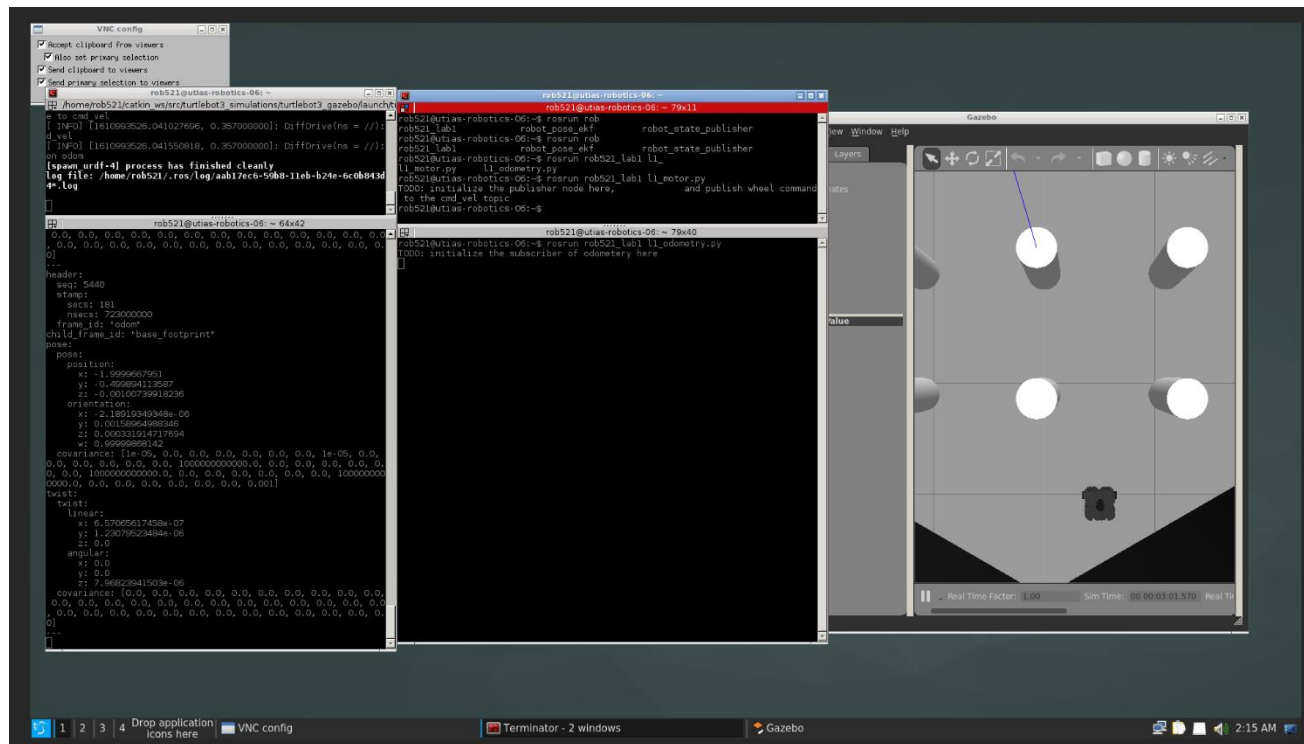 VNC config
Accept clipboard from viewers
Also set primary selection
Send clipboard to viewers
Send primary selection to viewers
rob521@utias-robotics-06: ~
/home/rob521/catkin_ws/src/turtlebot3_simulations/turtlebot3_gazebo/launch/t
e to cmd_vel
[ INFO] [1610993526.041027696, 0.357000000]: DiffDrive(ns = //):
d_vel
[ INFO] [1610993526.041550818, 0.357000000]: DiffDrive(ns = //):
on odom
[spawn_urdf-4] process has finished cleanly
log file: /home/rob521/.ros/log/aab17ec6-59b8-11eb-b24e-6c0b843d
4*.log
rob521@utias-robotics-06: ~ 64x42
0.0, 0.0, 0.0, 0.0, 0.0, 0.0, 0.0, 0.0, 0.0, 0.0, 0.0, 0.0, 0.0
, 0.0, 0.0, 0.0, 0.0, 0.0, 0.0, 0.0, 0.0, 0.0, 0.0, 0.0, 0.0, 0.
0]
---
header:
seq: 5440
stamp:
secs: 181
nsecs: 723000000
frame_id: "odom"
child_frame_id: "base_footprint"
pose:
pose:
position:
x: -1.9999667951
y: -0.499894113587
z: -0.00100739918236
orientation:
x: -2.18919349348e-06
y: 0.00158964988346
z: 0.000331914717694
w: 0.99999868142
covariance: [1e-05, 0.0, 0.0, 0.0, 0.0, 0.0, 0.0, 1e-05, 0.0,
0.0, 0.0, 0.0, 0.0, 0.0, 1000000000000.0, 0.0, 0.0, 0.0, 0.0, 0.
0, 0.0, 1000000000000.0, 0.0, 0.0, 0.0, 0.0, 0.0, 0.0, 100000000
0000.0, 0.0, 0.0, 0.0, 0.0, 0.0, 0.0, 0.001]
twist:
twist:
linear:
x: 6.57065617458e-07
y: 1.23079523484e-06
z: 0.0
angular:
x: 0.0
y: 0.0
z: 7.96823941503e-06
covariance: [0.0, 0.0, 0.0, 0.0, 0.0, 0.0, 0.0, 0.0, 0.0, 0.0,
0.0, 0.0, 0.0, 0.0, 0.0, 0.0, 0.0, 0.0, 0.0, 0.0, 0.0, 0.0, 0.0
, 0.0, 0.0, 0.0, 0.0, 0.0, 0.0, 0.0, 0.0, 0.0, 0.0, 0.0, 0.0, 0.
0]
---
rob521@utias-robotics-06: ~
rob521@utias-robotics-06: ~ 79x11
rob521@utias-robotics-06:~$ rosrun rob
rob521_lab1 robot_pose_ekf robot_state_publisher
rob521@utias-robotics-06:~$ rosrun rob
rob521_lab1 robot_pose_ekf robot_state_publisher
rob521@utias-robotics-06:~$ rosrun rob521_lab1 l1_
l1_motor.py l1_odometry.py
rob521@utias-robotics-06:~$ rosrun rob521_lab1 l1_motor.py
TODO: initialize the publisher node here, and publish wheel command
to the cmd_vel topic
rob521@utias-robotics-06:~$
rob521@utias-robotics-06: ~ 79x40
rob521@utias-robotics-06:~$ rosrun rob521_lab1 l1_odometry.py
TODO: initialize the subscriber of odometery here
Gazebo
iew Window Help
Layers
nates
Value
Real Time Factor: 1.00 Sim Time: 00 00:03:01.570 Real Ti
1 2 3 4 Drop application
icons here
VNC config
Terminator - 2 windows
Gazebo
2:15 AM